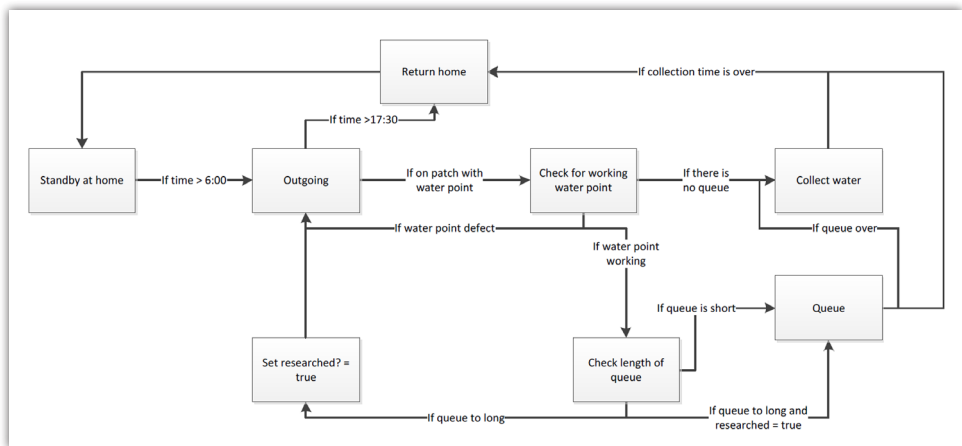 Return home
If collection time is over
If time >17:30
Standby at home
If time > 6:00
Outgoing
If on patch with
water point
Check for working
water point
If there is
no queue
Collect water
If water point defect
If queue over
If water point
working
If queue is short
Queue
Set researched? =
true
Check length of
queue
If queue to long
If queue to long and
researched = true